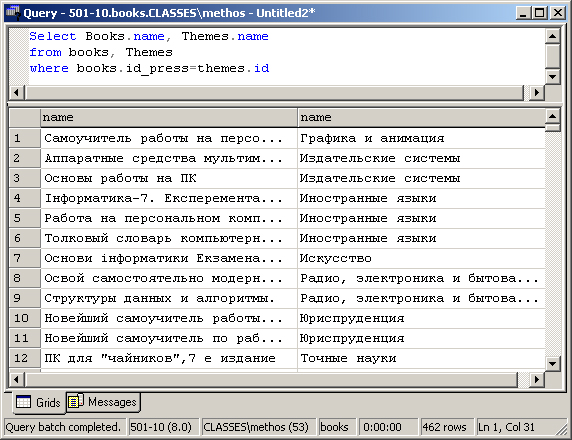 Query - 501-10.books.CLASSES\methos - Untitled2*
Select Books.name, Themes.name
from books, Themes
where books.id_press=themes.id
name name
1 Самоучитель работы на персо... Графика и анимация
2 Аппаратные средства мультим... Издательские системы
3 Основы работы на ПК Издательские системы
4 Інформатика-7. Експеремента... Иностранные языки
5 Работа на персональном комп... Иностранные языки
6 Толковый словарь компьютерн... Иностранные языки
7 Основи інформатики Екзамена... Искусство
8 Освой самостоятельно модерн... Радио, электроника и бытова...
9 Структуры данных и алгоритмы. Радио, электроника и бытова...
10 Новейший самоучитель работы... Юриспруденция
11 Новейший самоучитель по раб... Юриспруденция
12 ПК для "чайников",7 е издание Точные науки
Grids Messages
Query batch completed. 501-10 (8.0) CLASSES\methos (53) books 0:00:00 462 rows Ln 1, Col 31